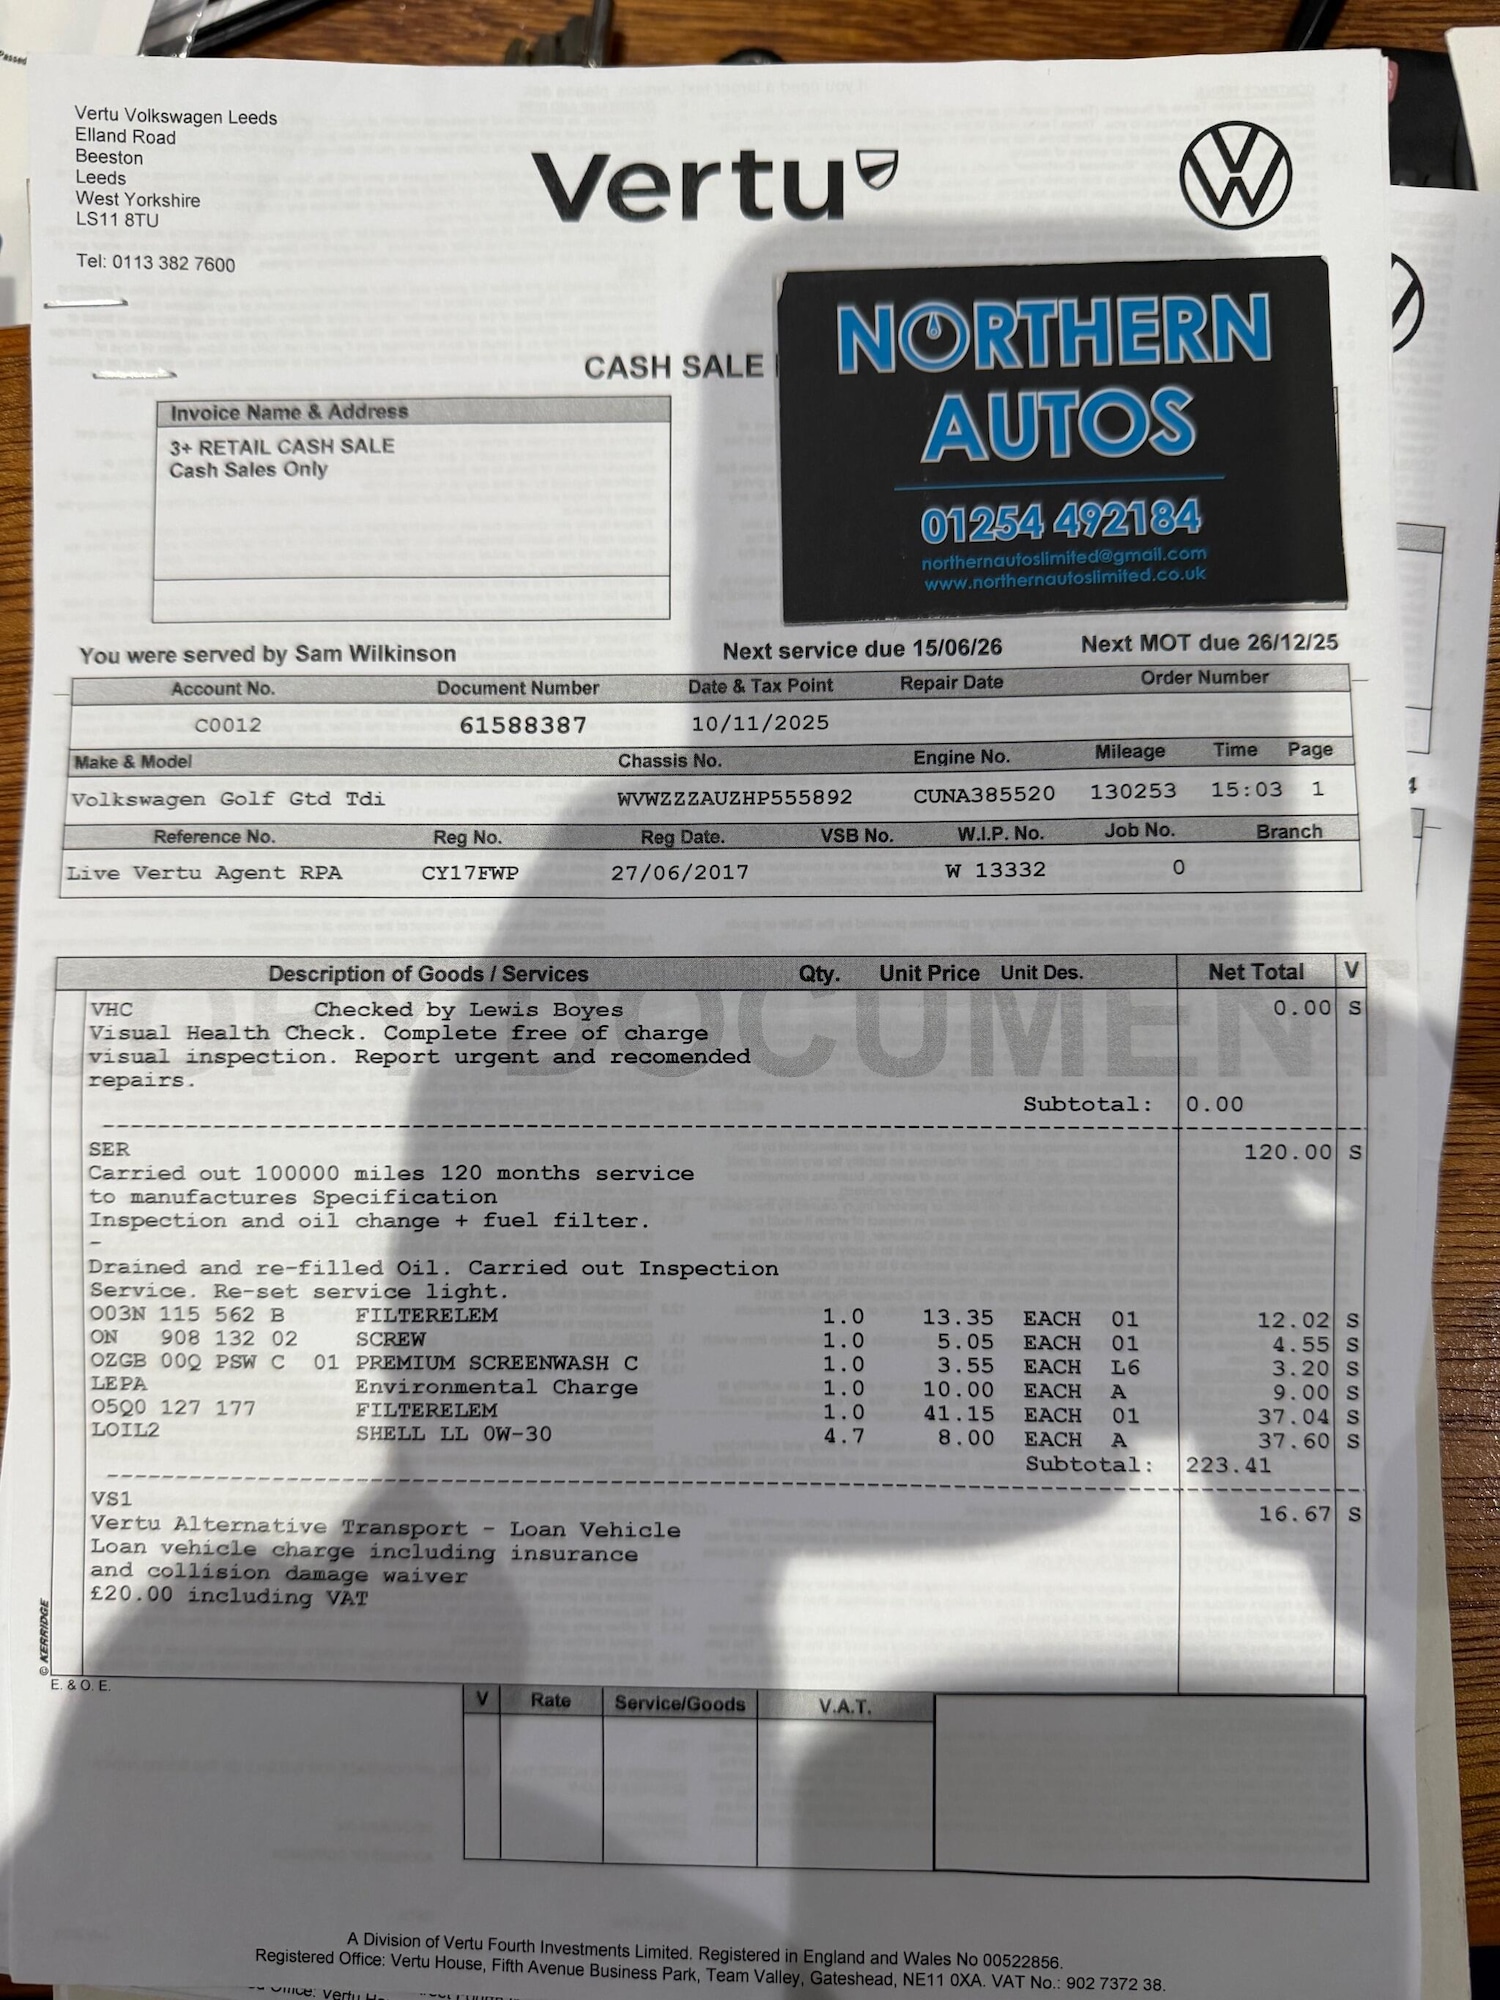 Passed
Vertu Volkswagen Leeds
Elland Road
Beeston
Leeds
West Yorkshire
LS11 8TU
Tel: 0113 382 7600
Vertu
CASH SALE
NORTHERN
AUTOS
01254 492184
northernautoslimited@gmail.com
www.northernautoslimited.co.uk
Invoice Name & Address
3+ RETAIL CASH SALE
Cash Sales Only
You were served by Sam Wilkinson Next service due 15/06/26 Next MOT due 26/12/25
Account No. Document Number Date & Tax Point Repair Date Order Number
C0012 61588387 10/11/2025
Make & Model Chassis No. Engine No. Mileage Time Page
Volkswagen Golf Gtd Tdi WVWZZZAUZHP555892 CUNA385520 130253 15:03 1
Reference No. Reg No. Reg Date. VSB No. W.I.P. No. Job No. Branch
Live Vertu Agent RPA CY17FWP 27/06/2017 W 13332 0
COPY DOCUMENT
Description of Goods / Services Qty. Unit Price Unit Des. Net Total V
VHC Checked by Lewis Boyes 0.00 S
Visual Health Check. Complete free of charge
visual inspection. Report urgent and recomended
repairs.
Subtotal: 0.00
SER 120.00 S
Carried out 100000 miles 120 months service
to manufactures Specification
Inspection and oil change + fuel filter.
-
Drained and re-filled Oil. Carried out Inspection
Service. Re-set service light.
O03N 115 562 B FILTERELEM 1.0 13.35 EACH 01 12.02 S
ON 908 132 02 SCREW 1.0 5.05 EACH 01 4.55 S
OZGB 00Q PSW C 01 PREMIUM SCREENWASH C 1.0 3.55 EACH L6 3.20 S
LEPA Environmental Charge 1.0 10.00 EACH A 9.00 S
O5Q0 127 177 FILTERELEM 1.0 41.15 EACH 01 37.04 S
LOIL2 SHELL LL 0W-30 4.7 8.00 EACH A 37.60 S
Subtotal: 223.41
VS1 16.67 S
Vertu Alternative Transport - Loan Vehicle
Loan vehicle charge including insurance
and collision damage waiver
£20.00 including VAT
© KERRIDGE
E. & O. E.
V Rate Service/Goods V.A.T.
A Division of Vertu Fourth Investments Limited. Registered in England and Wales No 00522856.
Registered Office: Vertu House, Fifth Avenue Business Park, Team Valley, Gateshead, NE11 0XA. VAT No.: 902 7372 38.